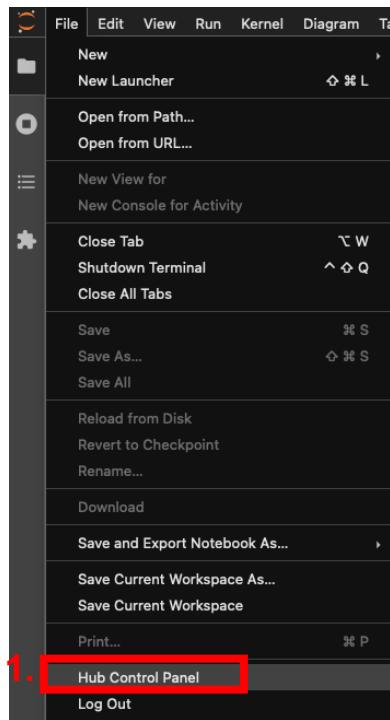 File Edit View Run Kernel Diagram
New
New Launcher ⇧ ⌘ L
Open from Path...
Open from URL...
New View for
New Console for Activity
Close Tab ⌥ W
Shutdown Terminal ^ ⇧ Q
Close All Tabs
Save ⌘ S
Save As... ⇧ ⌘ S
Save All
Reload from Disk
Revert to Checkpoint
Rename...
Download
Save and Export Notebook As...
Save Current Workspace As...
Save Current Workspace
Print... ⌘ P
1. Hub Control Panel
Log Out